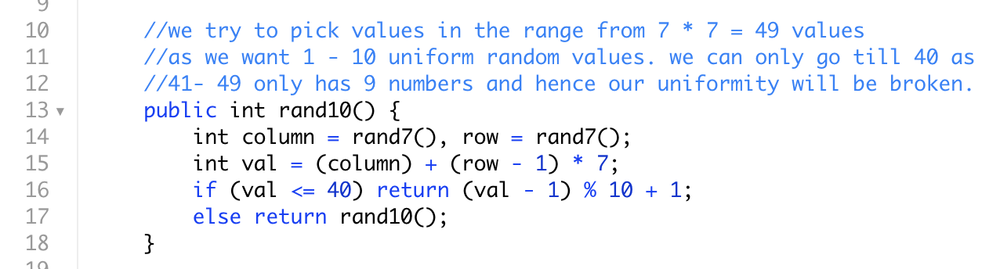 9
10 //we try to pick values in the range from 7 * 7 = 49 values
11 //as we want 1 - 10 uniform random values. we can only go till 40 as
12 //41- 49 only has 9 numbers and hence our uniformity will be broken.
13 ▼ public int rand10() {
14 int column = rand7(), row = rand7();
15 int val = (column) + (row - 1) * 7;
16 if (val <= 40) return (val - 1) % 10 + 1;
17 else return rand10();
18 }
19